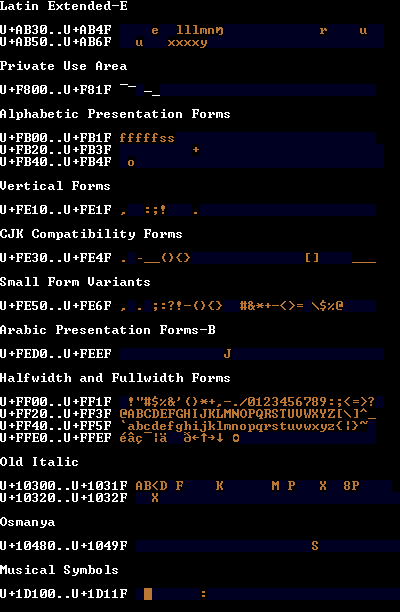 Latin Extended-E
U+AB30..U+AB4F e lllmnŋ r u
U+AB50..U+AB6F u xxxxy
Private Use Area
U+F800..U+F81F
Alphabetic Presentation Forms
U+FB00..U+FB1F fffffss
U+FB20..U+FB3F +
U+FB40..U+FB4F o
Vertical Forms
U+FE10..U+FE1F , :;! .
CJK Compatibility Forms
U+FE30..U+FE4F . -__(){} [] ___
Small Form Variants
U+FE50..U+FE6F , . ;:?!-(){} #&*+-<>= \$%@
Arabic Presentation Forms-B
U+FED0..U+FEEF J
Halfwidth and Fullwidth Forms
U+FF00..U+FF1F !"#$%&'()*+,-./0123456789:;<=>?
U+FF20..U+FF3F @ABCDEFGHIJKLMNOPQRSTUVWXYZ[\]^_
U+FF40..U+FF5F `abcdefghijklmnopqrstuvwxyz{|}~
U+FFE0..U+FFEF éâç¯¦ä ð←↑→↓ o
Old Italic
U+10300..U+1031F AB<D F K M P X 8P
U+10320..U+1032F X
Osmanya
U+10480..U+1049F S
Musical Symbols
U+1D100..U+1D11F █ :